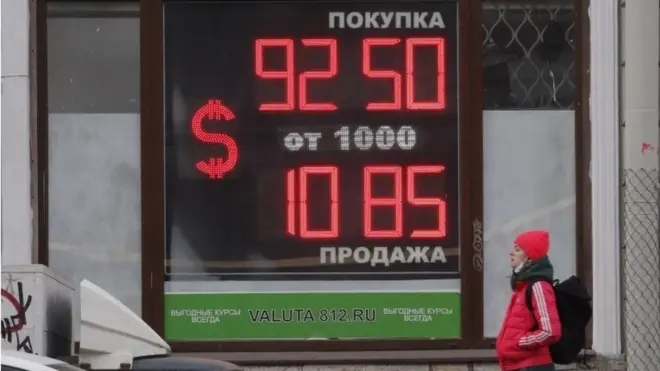 ПОКУПКА
92 50
$
от 1000
10 85
ПРОДАЖА
ВЫГОДНЫЕ КУРСЫ ВСЕГДА
VALUTA 812.RU
ВЫГОДНЫЕ КУРСЫ ВСЕГДА